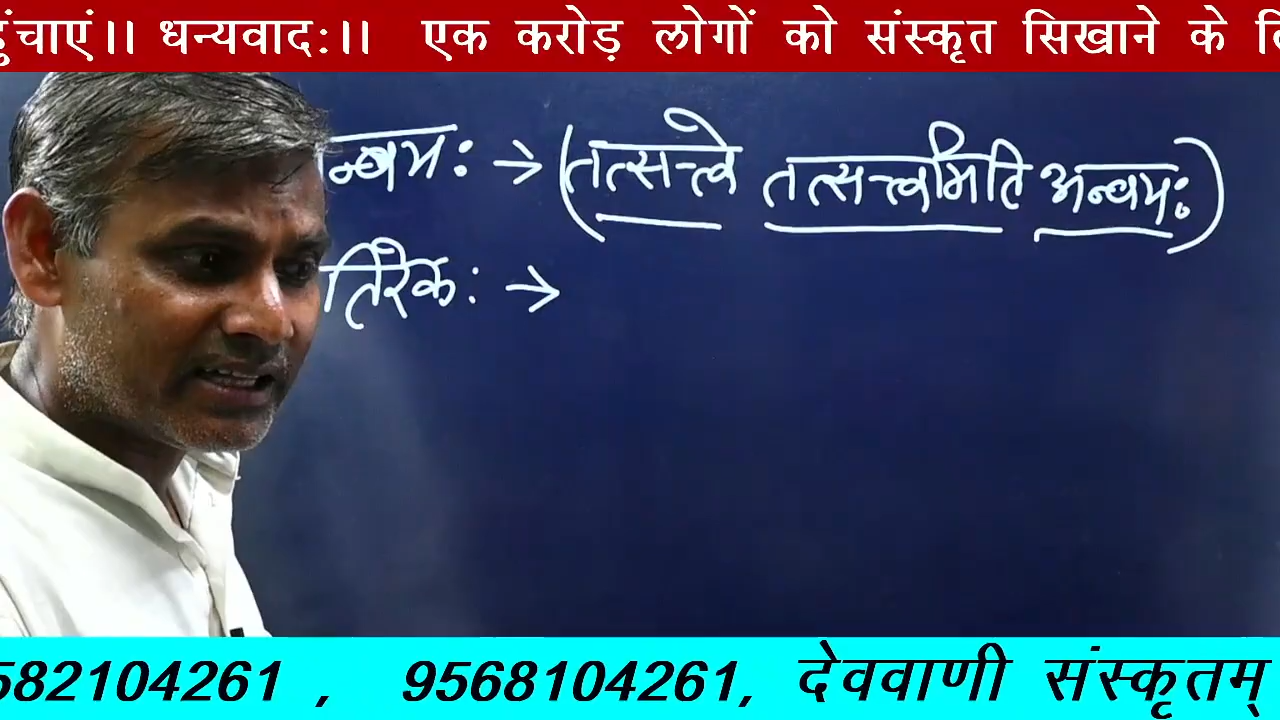 हुंचाएं।। धन्यवादः।। एक करोड़ लोगों को संस्कृत सिखाने के लि
न्वयः → (तत्सत्त्वे तत्सत्त्वमिति अन्वयः)
तिरेकः →
582104261 , 9568104261, देववाणी संस्कृतम्